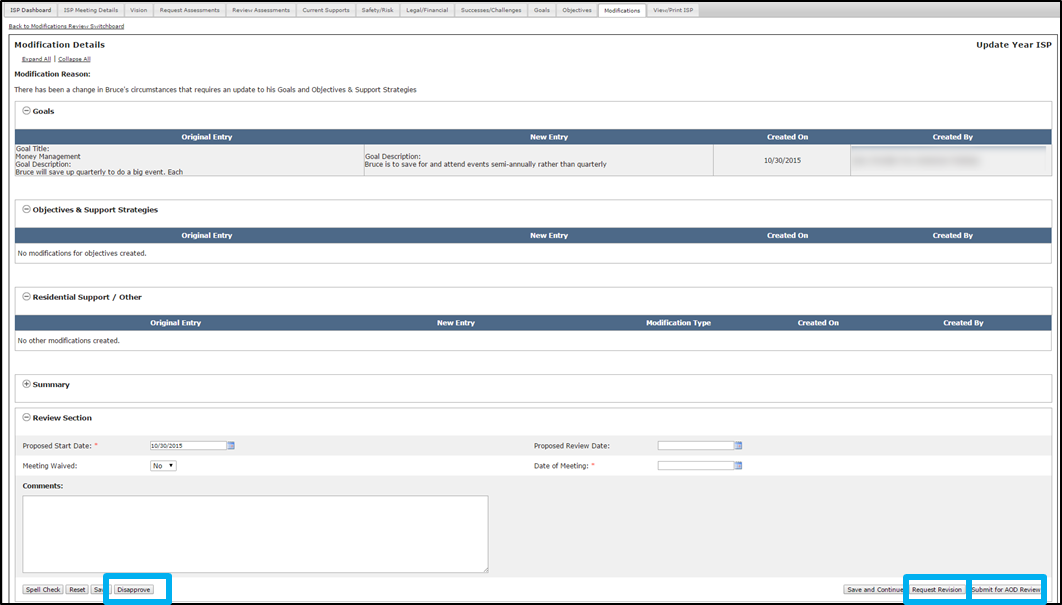 ISP Dashboard ISP Meeting Details Vision Request Assessments Review Assessments Current Supports Safety/Risk Legal/Financial Successes/Challenges Goals Objectives Modifications View/Print ISP
Back to Modifications Review Switchboard
Modification Details Update Year ISP
Expand All | Collapse All
Modification Reason:
There has been a change in Bruce's circumstances that requires an update to his Goals and Objectives & Support Strategies
Goals
Original Entry New Entry Created On Created By
Goal Title:
Money Management
Goal Description:
Bruce will save up quarterly to do a big event. Each
Goal Description:
Bruce is to save for and attend events semi-annually rather than quarterly
10/30/2015
Objectives & Support Strategies
Original Entry New Entry Created On Created By
No modifications for objectives created.
Residential Support / Other
Original Entry New Entry Modification Type Created On Created By
No other modifications created.
Summary
Review Section
Proposed Start Date: * 10/30/2015 Proposed Review Date:
Meeting Waived: No Date of Meeting: *
Comments:
Spell Check Reset Disapprove Save and Continue Request Revision Submit for AOD Review